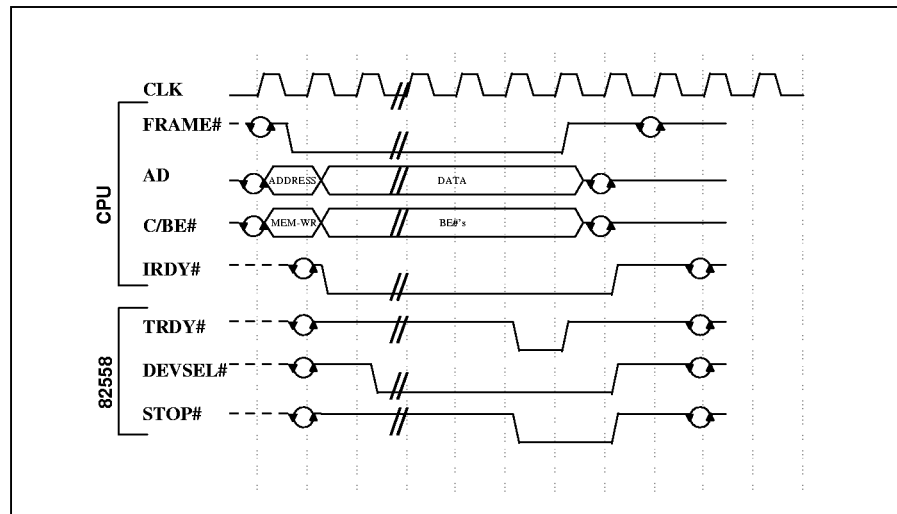 CLK
CPU
FRAME#
AD
ADDRESS
DATA
C/BE#
MEM-WR
BE#'s
IRDY#
82558
TRDY#
DEVSEL#
STOP#